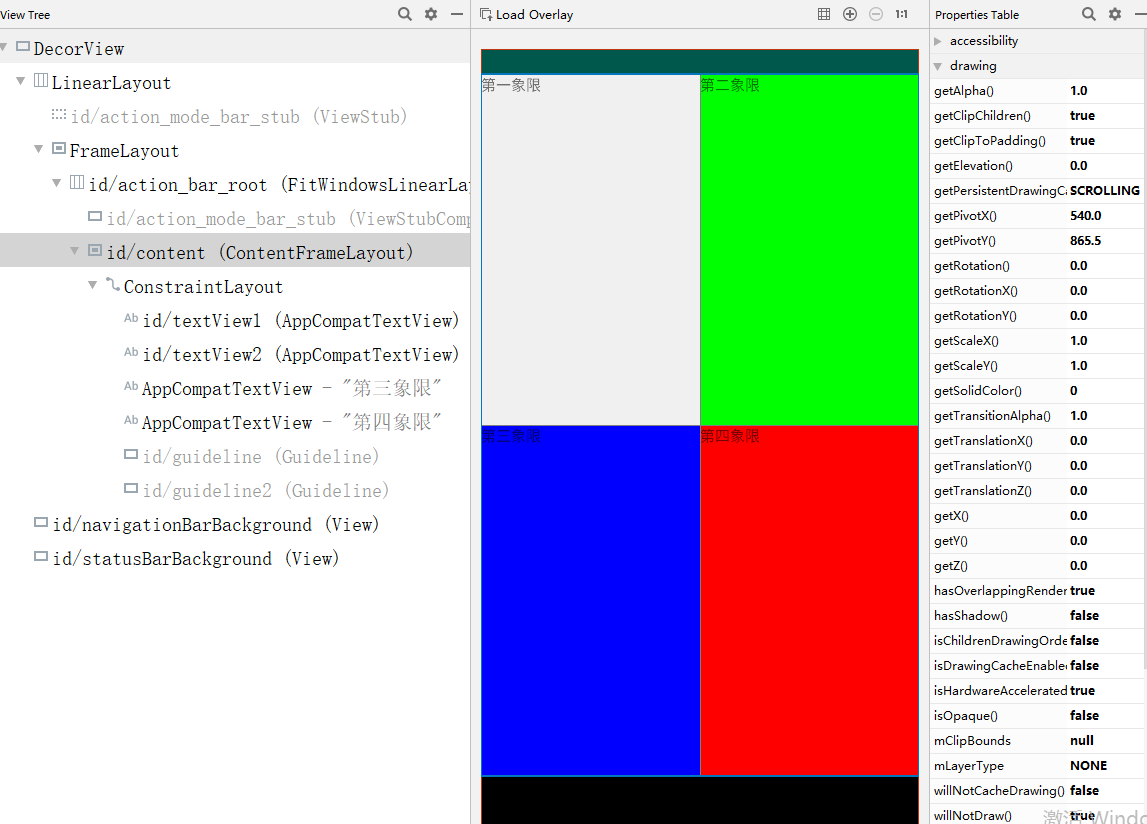 View Tree
DecorView
LinearLayout
id/action_mode_bar_stub (ViewStub)
FrameLayout
id/action_bar_root (FitWindowsLinearLa
id/action_mode_bar_stub (ViewStubComp
id/content (ContentFrameLayout)
ConstraintLayout
Ab id/textView1 (AppCompatTextView)
Ab id/textView2 (AppCompatTextView)
Ab AppCompatTextView - "第三象限"
Ab AppCompatTextView - "第四象限"
id/guideline (Guideline)
id/guideline2 (Guideline)
id/navigationBarBackground (View)
id/statusBarBackground (View)
Load Overlay
1:1
第一象限
第二象限
第三象限
第四象限
Properties Table
accessibility
drawing
getAlpha() 1.0
getClipChildren() true
getClipToPadding() true
getElevation() 0.0
getPersistentDrawingCa SCROLLING
getPivotX() 540.0
getPivotY() 865.5
getRotation() 0.0
getRotationX() 0.0
getRotationY() 0.0
getScaleX() 1.0
getScaleY() 1.0
getSolidColor() 0
getTransitionAlpha() 1.0
getTranslationX() 0.0
getTranslationY() 0.0
getTranslationZ() 0.0
getX() 0.0
getY() 0.0
getZ() 0.0
hasOverlappingRender true
hasShadow() false
isChildrenDrawingOrde false
isDrawingCacheEnable false
isHardwareAccelerated true
isOpaque() false
mClipBounds null
mLayerType NONE
willNotCacheDrawing() false
willNotDraw() true
激活 Windo